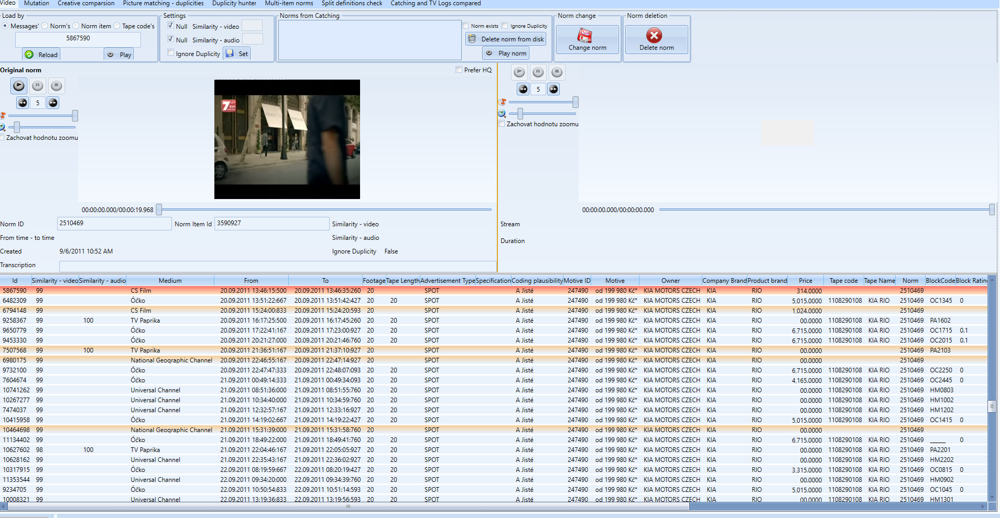 Video Mutation Creative comparsion Picture matching - duplicities Duplicity hunter Multi-item norms Split definitions check Catching and TV Logs compared
Load by Settings Norms from Catching Norm change Norm deletion
Messages' Norm's Norm item Tape code's Null Similarity - video Norm exists Ignore Duplicity
5867590 Null Similarity - audio Delete norm from disk
Reload Play Ignore Duplicity Set Play norm Change norm Delete norm
Original norm Prefer HQ
5 5
7 LET KIA
Zachovat hodnotu zoomu Zachovat hodnotu zoomu
00:00:00.000/00:00:19.968 00:00:00.000/00:00:00.000
Norm ID 2510469 Norm Item Id 3590927 Similarity - video Stream
From time - to time Similarity - audio Duration
Created 9/6/2011 10:52 AM Ignore Duplicity False
Transcription
Id Similarity - video Similarity - audio Medium From To Footage Tape Length Advertisement Type Specification Coding plausibility Motive ID Motive Owner Company Brand Product brand Price Tape code Tape Name Norm BlockCode Block Rating
5867590 99 CS Film 20.09.2011 13:46:15:500 20.09.2011 13:46:35:260 20 SPOT A Jisté 247490 od 199 980 Kč* KIA MOTORS CZECH KIA RIO 314.0000 2510469
6482309 99 Óčko 20.09.2011 13:51:22:667 20.09.2011 13:51:42:427 20 20 SPOT A Jisté 247490 od 199 980 Kč* KIA MOTORS CZECH KIA RIO 5,015.0000 1108290108 KIA RIO 2510469 OC1345 0
6794148 99 CS Film 20.09.2011 15:24:00:833 20.09.2011 15:24:20:593 20 SPOT A Jisté 247490 od 199 980 Kč* KIA MOTORS CZECH KIA RIO 1,024.0000 2510469
9258367 99 100 TV Paprika 20.09.2011 16:17:25:500 20.09.2011 16:17:45:260 20 20 SPOT A Jisté 247490 od 199 980 Kč* KIA MOTORS CZECH KIA RIO 00.0000 1108290108 KIA RIO 2510469 PA1602
9650779 99 Óčko 20.09.2011 17:22:41:167 20.09.2011 17:23:00:927 20 20 SPOT A Jisté 247490 od 199 980 Kč* KIA MOTORS CZECH KIA RIO 6,715.0000 1108290108 KIA RIO 2510469 OC1715 0.1
9453330 99 Óčko 20.09.2011 20:21:27:000 20.09.2011 20:21:46:760 20 20 SPOT A Jisté 247490 od 199 980 Kč* KIA MOTORS CZECH KIA RIO 6,715.0000 1108290108 KIA RIO 2510469 OC2015 0.1
7507568 99 100 TV Paprika 20.09.2011 21:36:51:167 20.09.2011 21:37:10:927 20 SPOT A Jisté 247490 od 199 980 Kč* KIA MOTORS CZECH KIA RIO 00.0000 2510469 PA2103
6980175 99 National Geographic Channel 20.09.2011 22:46:55:167 20.09.2011 22:47:14:927 20 SPOT A Jisté 247490 od 199 980 Kč* KIA MOTORS CZECH KIA RIO 00.0000 2510469
9732100 99 Óčko 20.09.2011 22:47:47:333 20.09.2011 22:48:07:093 20 20 SPOT A Jisté 247490 od 199 980 Kč* KIA MOTORS CZECH KIA RIO 6,715.0000 1108290108 KIA RIO 2510469 OC2250 0
7604674 99 Óčko 21.09.2011 00:49:14:333 21.09.2011 00:49:34:093 20 20 SPOT A Jisté 247490 od 199 980 Kč* KIA MOTORS CZECH KIA RIO 4,165.0000 1108290108 KIA RIO 2510469 OC2445 0
10741262 99 Universal Channel 21.09.2011 08:51:36:000 21.09.2011 08:51:55:760 20 20 SPOT A Jisté 247490 od 199 980 Kč* KIA MOTORS CZECH KIA RIO 00.0000 1108290108 KIA RIO 2510469 HM0803
10267277 99 Universal Channel 21.09.2011 10:34:40:000 21.09.2011 10:34:59:760 20 20 SPOT A Jisté 247490 od 199 980 Kč* KIA MOTORS CZECH KIA RIO 00.0000 1108290108 KIA RIO 2510469 HM1002
7474037 99 Universal Channel 21.09.2011 12:32:57:167 21.09.2011 12:33:16:927 20 20 SPOT A Jisté 247490 od 199 980 Kč* KIA MOTORS CZECH KIA RIO 00.0000 1108290108 KIA RIO 2510469 HM1202
10415958 99 Óčko 21.09.2011 14:19:02:667 21.09.2011 14:19:22:427 20 20 SPOT A Jisté 247490 od 199 980 Kč* KIA MOTORS CZECH KIA RIO 5,015.0000 1108290108 KIA RIO 2510469 OC1415 0
10464698 99 National Geographic Channel 21.09.2011 15:31:39:000 21.09.2011 15:31:58:760 20 SPOT A Jisté 247490 od 199 980 Kč* KIA MOTORS CZECH KIA RIO 00.0000 2510469
11134402 99 Óčko 21.09.2011 18:49:22:000 21.09.2011 18:49:41:760 20 20 SPOT A Jisté 247490 od 199 980 Kč* KIA MOTORS CZECH KIA RIO 6,715.0000 1108290108 KIA RIO 2510469 _____ 0
10627602 98 100 TV Paprika 21.09.2011 22:04:46:167 21.09.2011 22:05:05:927 20 20 SPOT A Jisté 247490 od 199 980 Kč* KIA MOTORS CZECH KIA RIO 00.0000 1108290108 KIA RIO 2510469 PA2201
10628162 99 Universal Channel 21.09.2011 22:35:43:167 21.09.2011 22:36:02:927 20 20 SPOT A Jisté 247490 od 199 980 Kč* KIA MOTORS CZECH KIA RIO 00.0000 1108290108 KIA RIO 2510469 HM2202
10317915 99 Óčko 22.09.2011 08:19:59:667 22.09.2011 08:20:19:427 20 20 SPOT A Jisté 247490 od 199 980 Kč* KIA MOTORS CZECH KIA RIO 3,315.0000 1108290108 KIA RIO 2510469 OC0815 0
11353544 99 Universal Channel 22.09.2011 09:34:20:000 22.09.2011 09:34:39:760 20 20 SPOT A Jisté 247490 od 199 980 Kč* KIA MOTORS CZECH KIA RIO 00.0000 1108290108 KIA RIO 2510469 HM0902
9234705 99 Óčko 22.09.2011 10:50:54:833 22.09.2011 10:51:14:593 20 20 SPOT A Jisté 247490 od 199 980 Kč* KIA MOTORS CZECH KIA RIO 5,015.0000 1108290108 KIA RIO 2510469 OC1045 0
10008321 99 Universal Channel 22.09.2011 13:19:36:833 22.09.2011 13:19:56:593 20 20 SPOT A Jisté 247490 od 199 980 Kč* KIA MOTORS CZECH KIA RIO 00.0000 1108290108 KIA RIO 2510469 HM1301